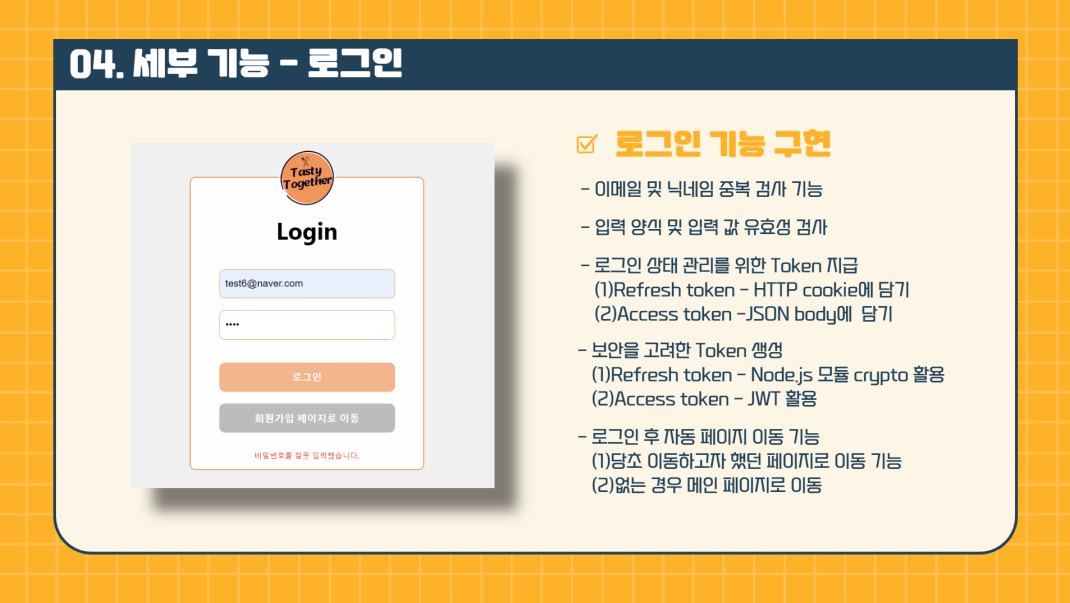 04. 세부 기능 - 로그인
Tasty
Together
Login
test6@naver.com
••••
로그인
회원가입 페이지로 이동
비밀번호를 잘못 입력했습니다.
로그인 기능 구현
- 이메일 및 닉네임 중복 검사 기능
- 입력 양식 및 입력 값 유효성 검사
- 로그인 상태 관리를 위한 Token 지급
(1)Refresh token - HTTP cookie에 담기
(2)Access token -JSON body에 담기
- 보안을 고려한 Token 생성
(1)Refresh token - Node.js 모듈 crypto 활용
(2)Access token - JWT 활용
- 로그인 후 자동 페이지 이동 기능
(1)당초 이동하고자 했던 페이지로 이동 기능
(2)없는 경우 메인 페이지로 이동